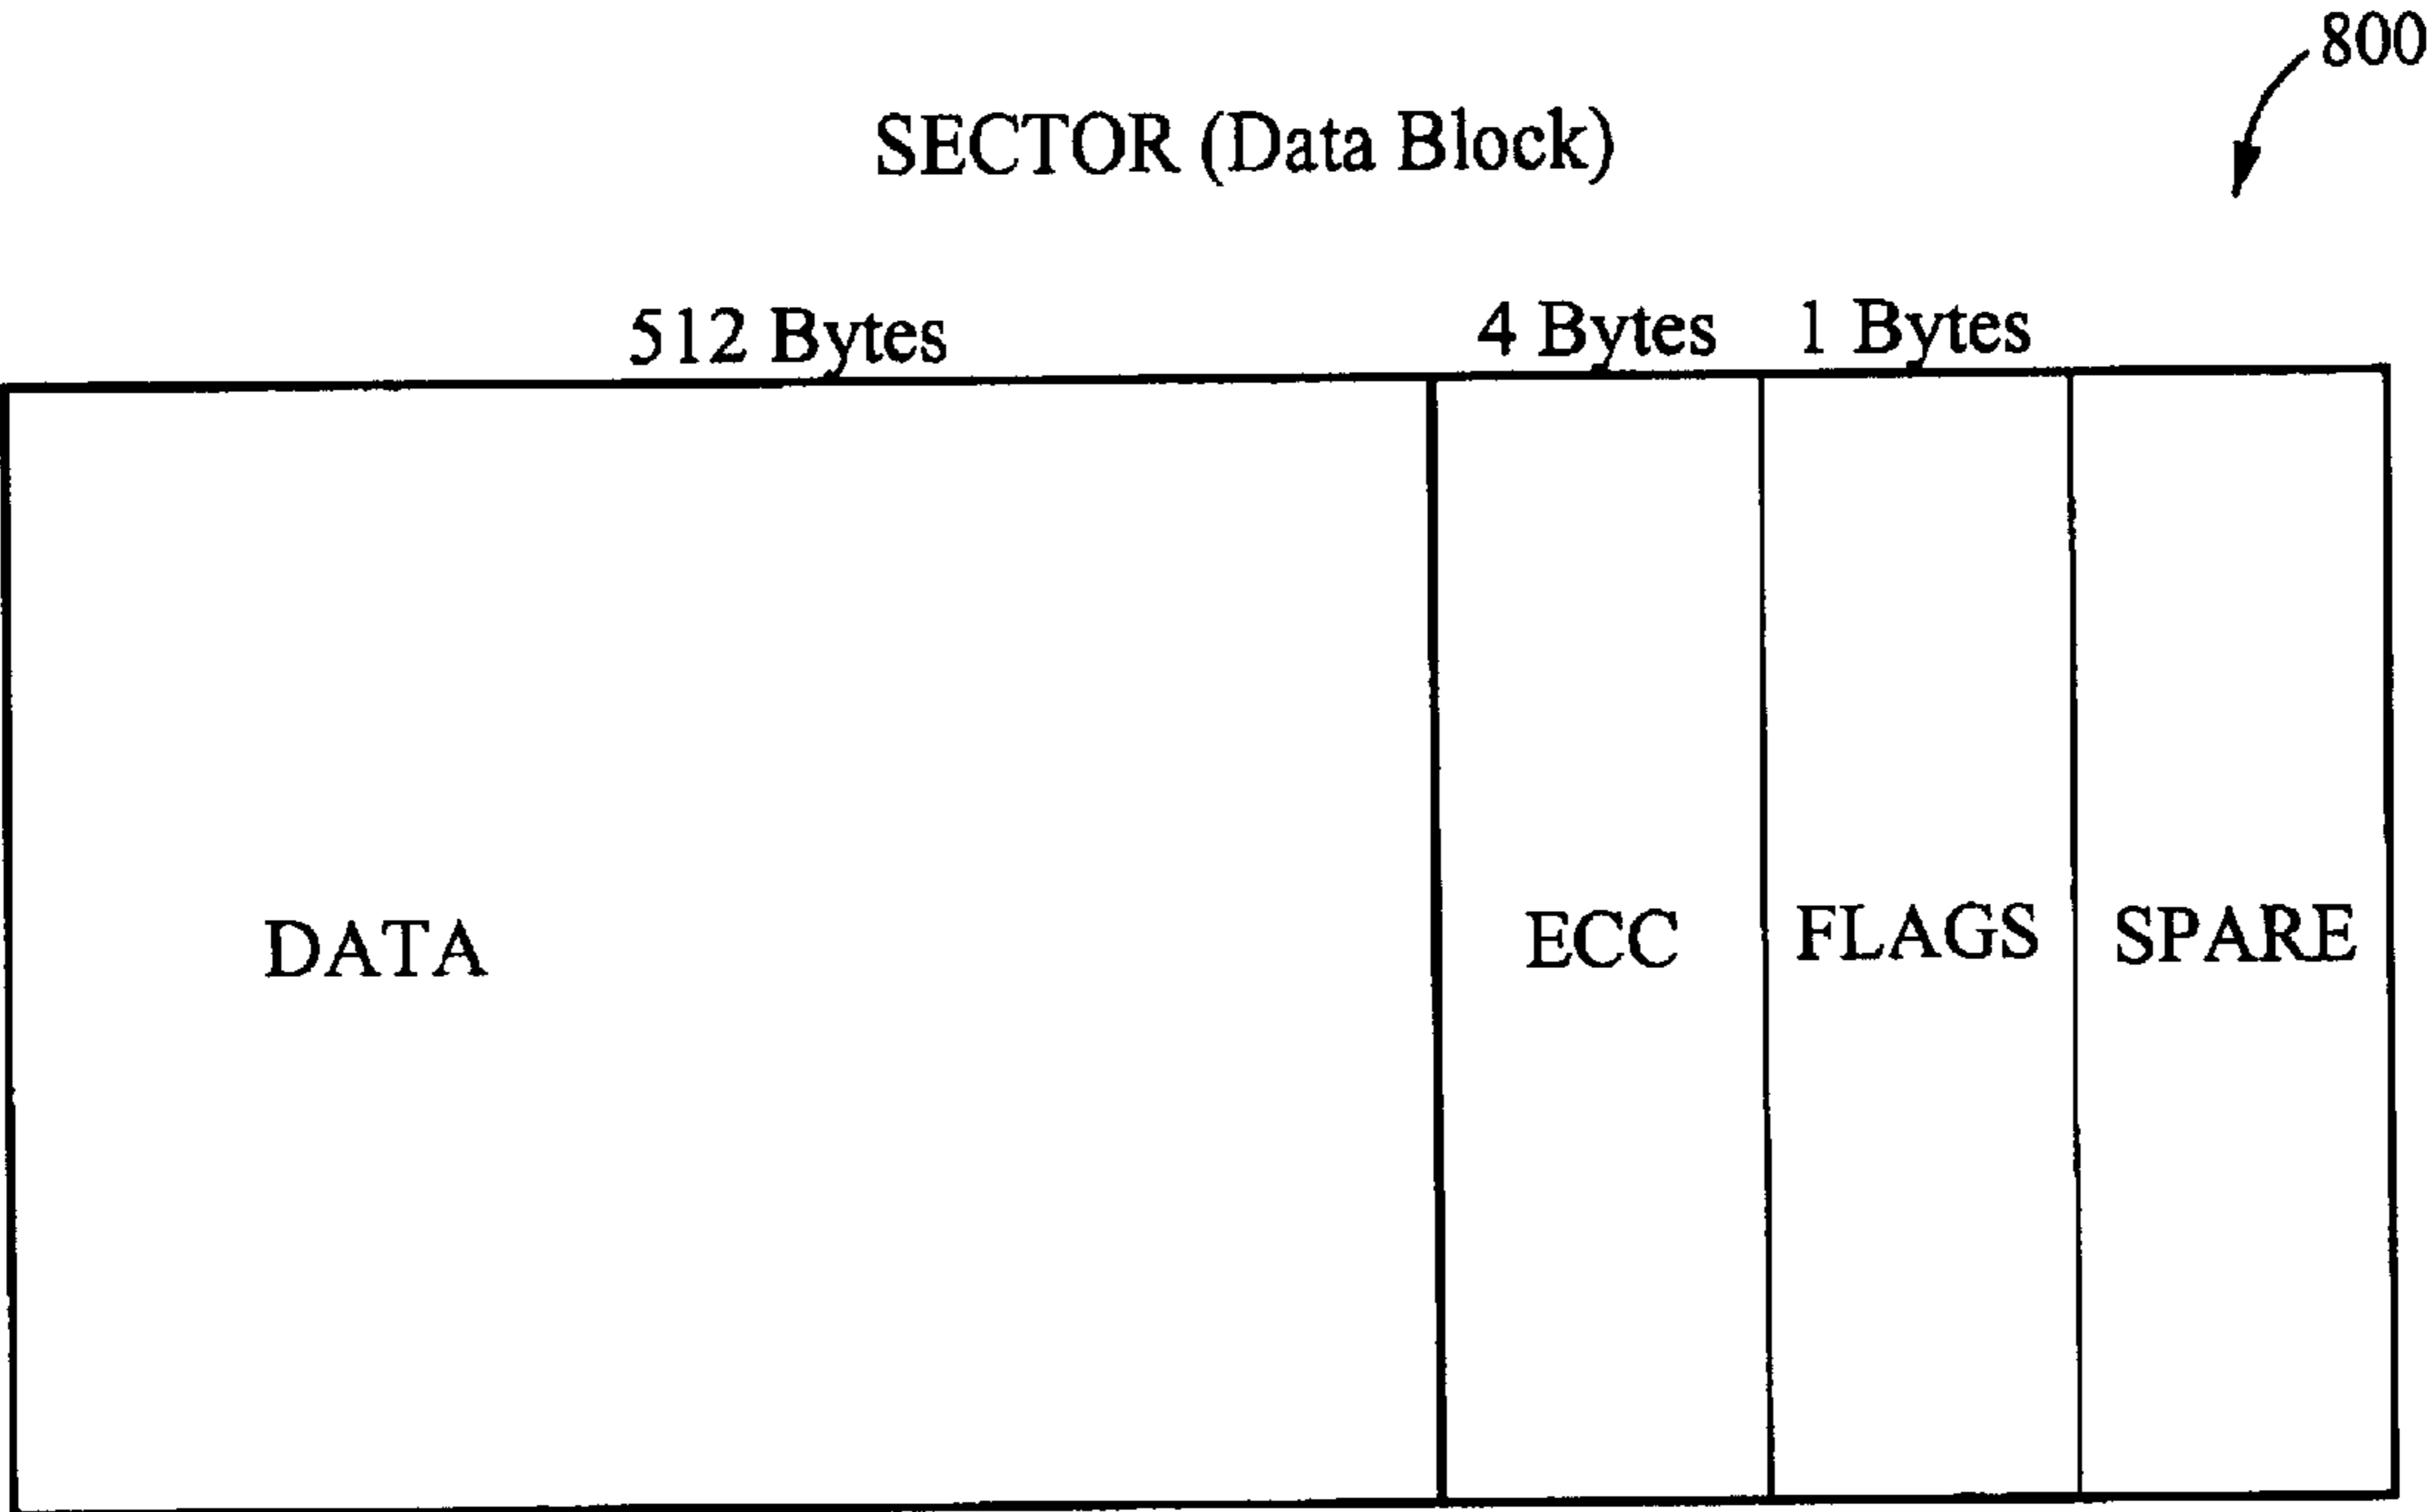 800
SECTOR (Data Block)
512 Bytes 4 Bytes 1 Bytes
DATA ECC FLAGS SPARE